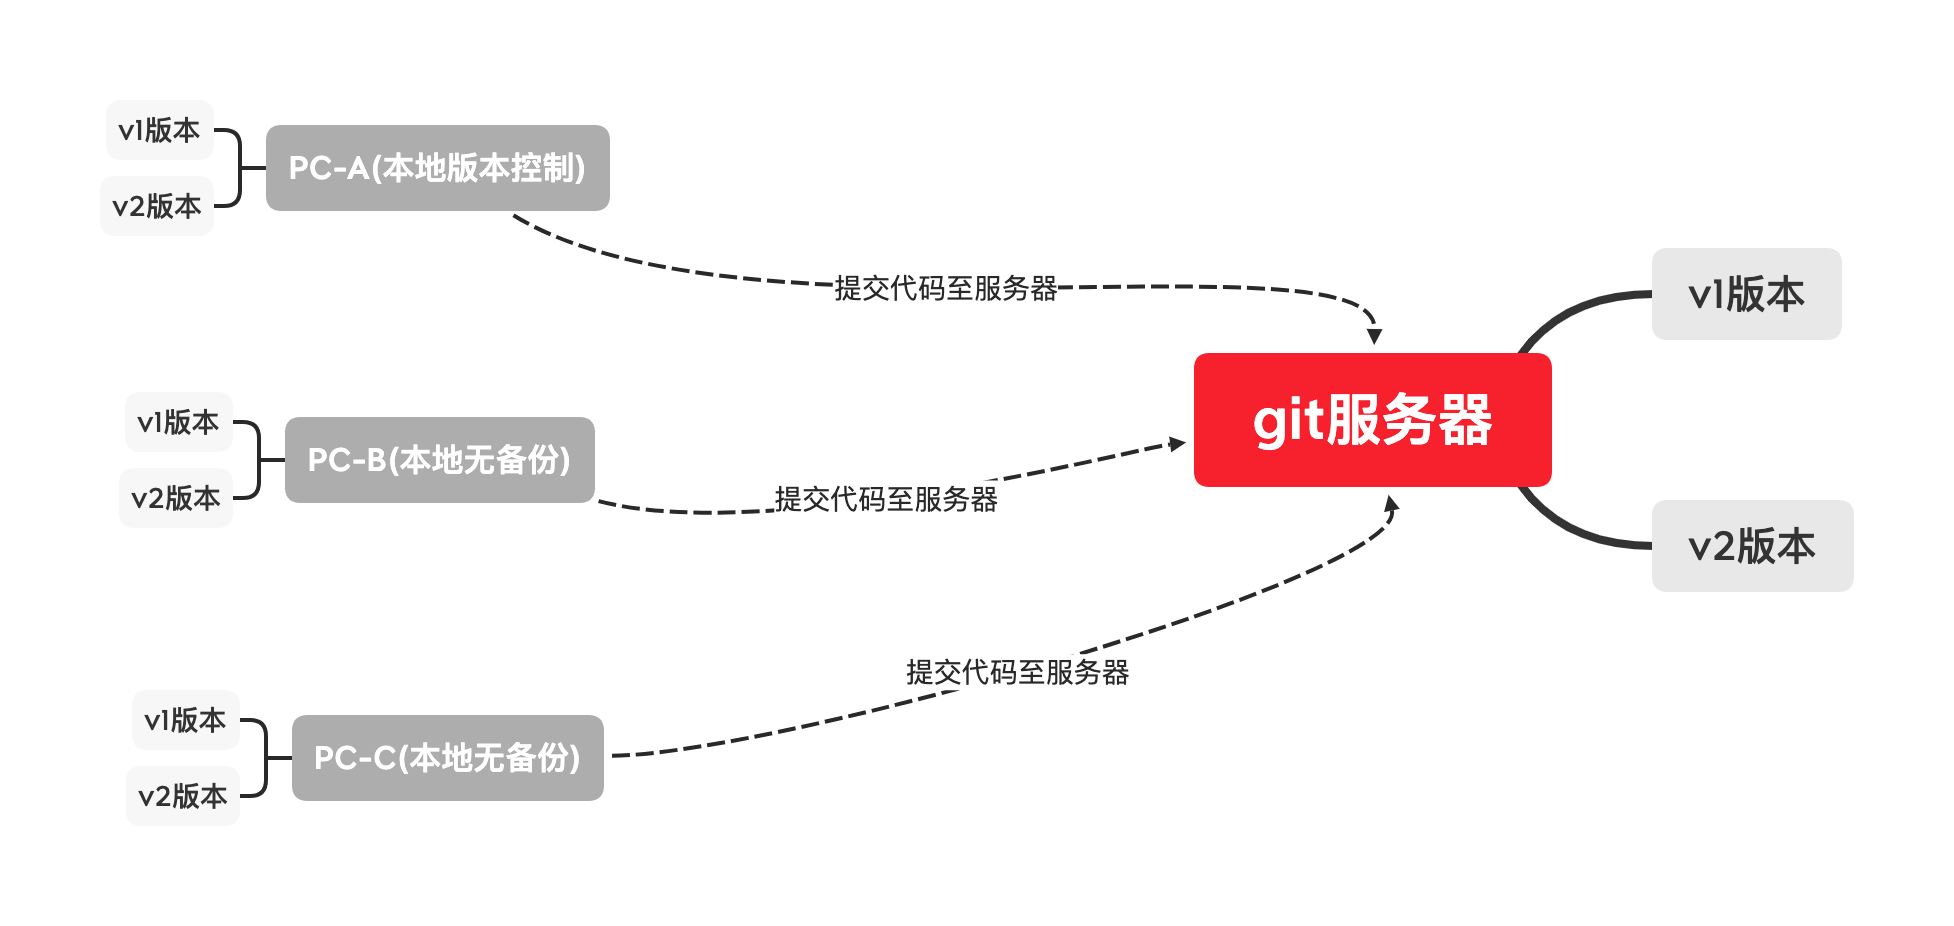 v1版本
v2版本
PC-A(本地版本控制)
提交代码至服务器
v1版本
v2版本
PC-B(本地无备份)
提交代码至服务器
v1版本
v2版本
PC-C(本地无备份)
提交代码至服务器
git服务器
v1版本
v2版本